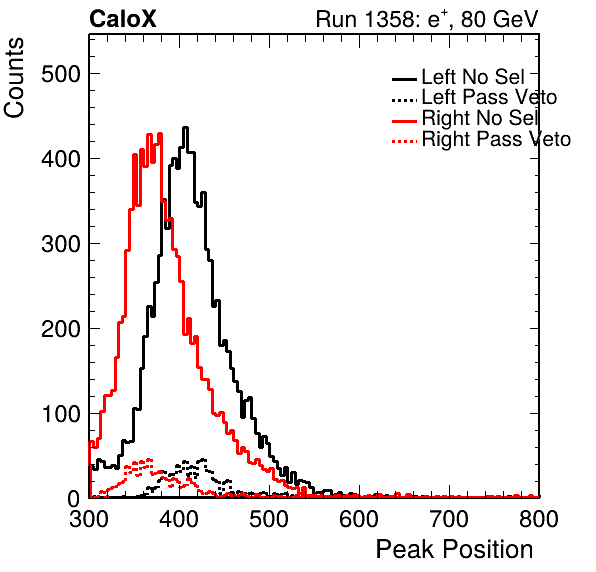 CaloX Run 1358: e+, 80 GeV
Counts
500
400
300
200
100
0
Left No Sel
Left Pass Veto
Right No Sel
Right Pass Veto
300 400 500 600 700 800
Peak Position